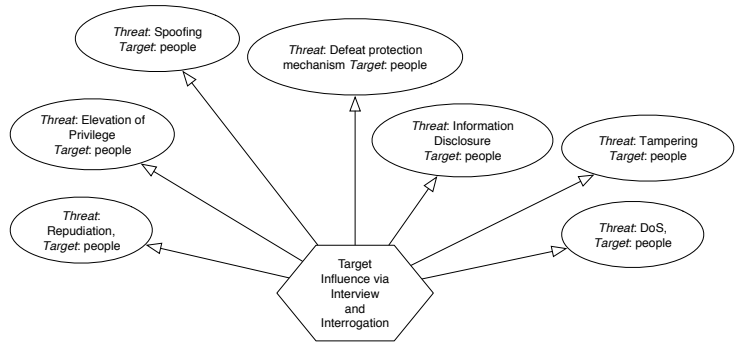 Threat: Spoofing
Target: people
Threat: Defeat protection
mechanism Target: people
Threat: Elevation of
Privilege
Target: people
Threat: Information
Disclosure
Target: people
Threat: Tampering
Target: people
Threat:
Repudiation,
Target: people
Threat: DoS,
Target: people
Target
Influence via
Interview
and
Interrogation